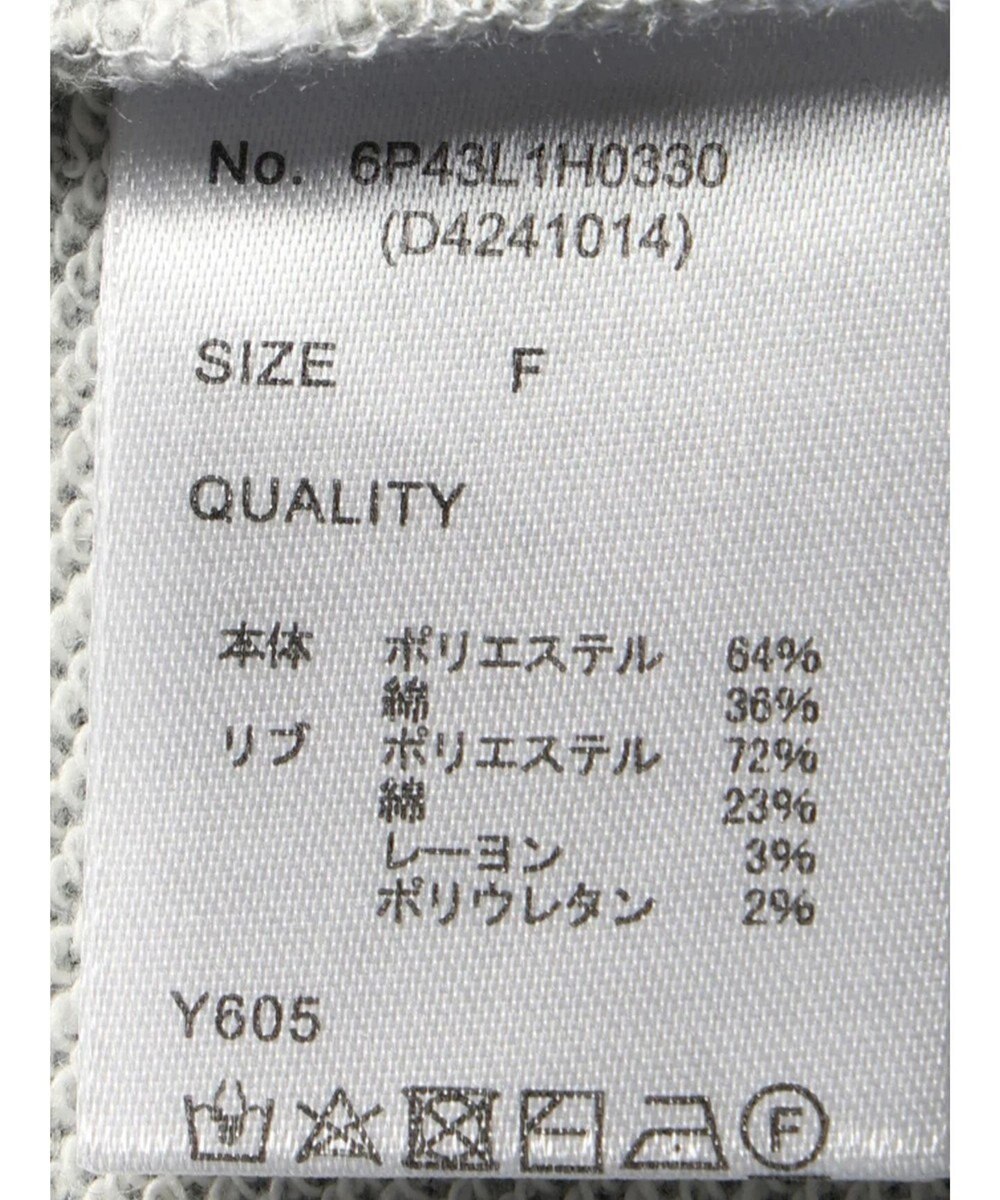 No. 6P43L1H0330
(D4241014)
SIZE F
QUALITY
本体 ポリエステル 64%
綿 36%
リブ ポリエステル 72%
綿 23%
レーヨン 3%
ポリウレタン 2%
Y605
F